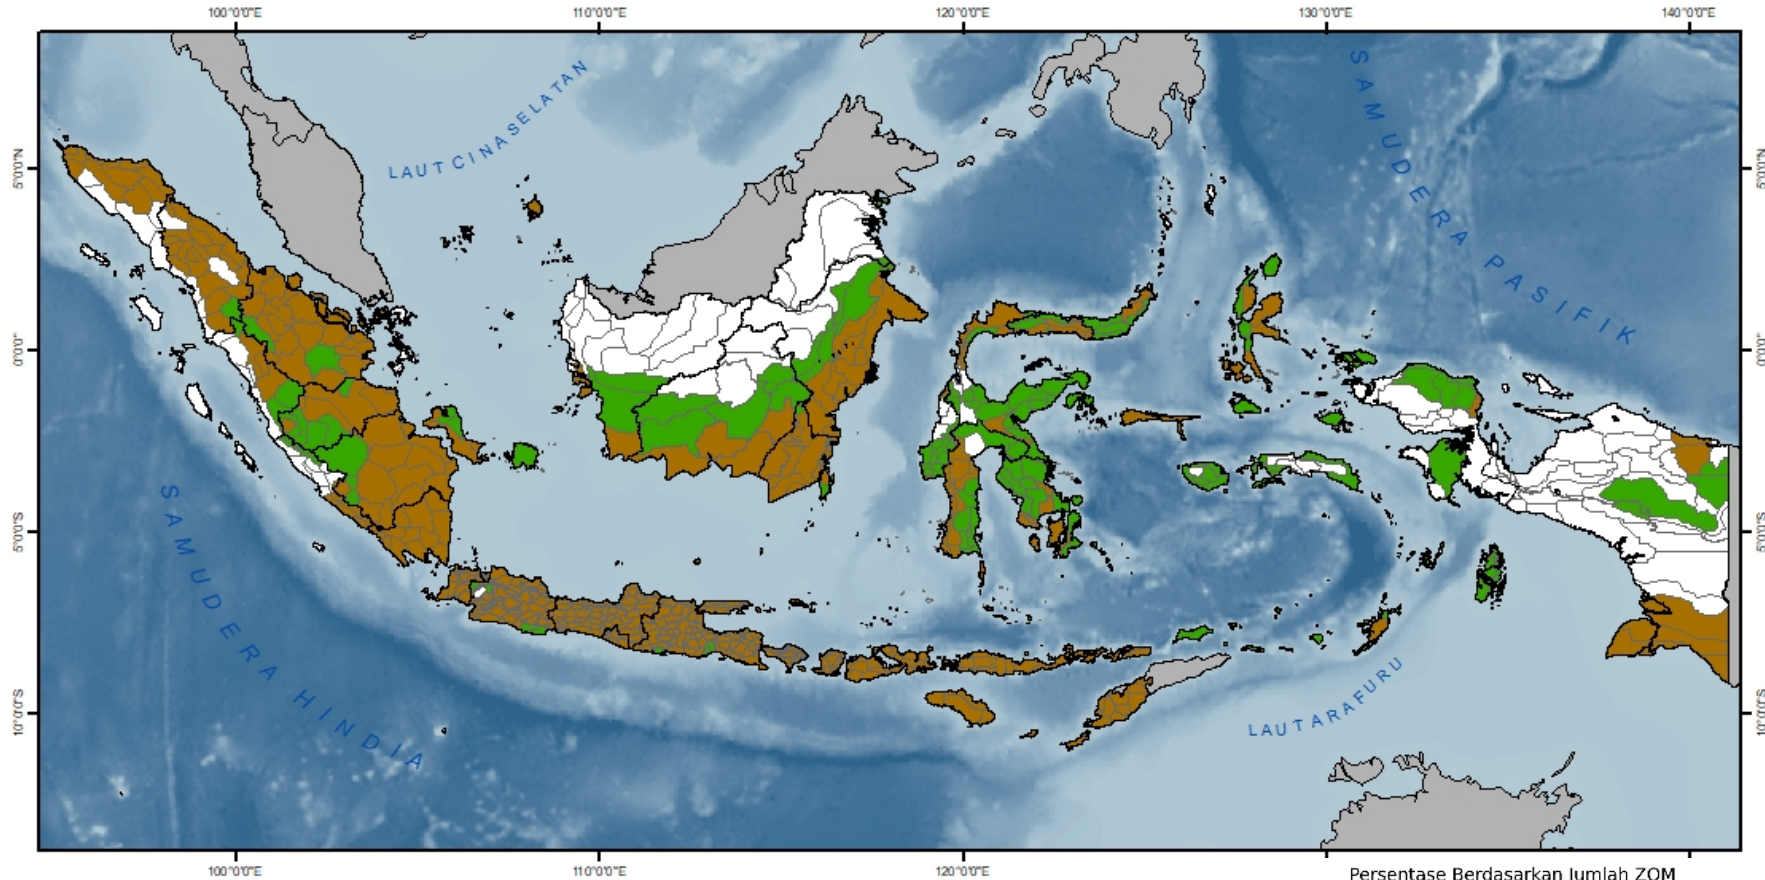 100°0'0"E 110°0'0"E 120°0'0"E 130°0'0"E 140°0'0"E
LAUT CINA SELATAN
SAMUDERA PASIFIK
5°0'0"N 5°0'0"N
0°0'0" 0°0'0"
5°0'0"S 5°0'0"S
10°0'0"S 10°0'0"S
SAMUDERA HINDIA
LAUT ARAFURU
100°0'0"E 110°0'0"E 120°0'0"E 130°0'0"E 140°0'0"E
Persentase Berdasarkan Jumlah ZOM